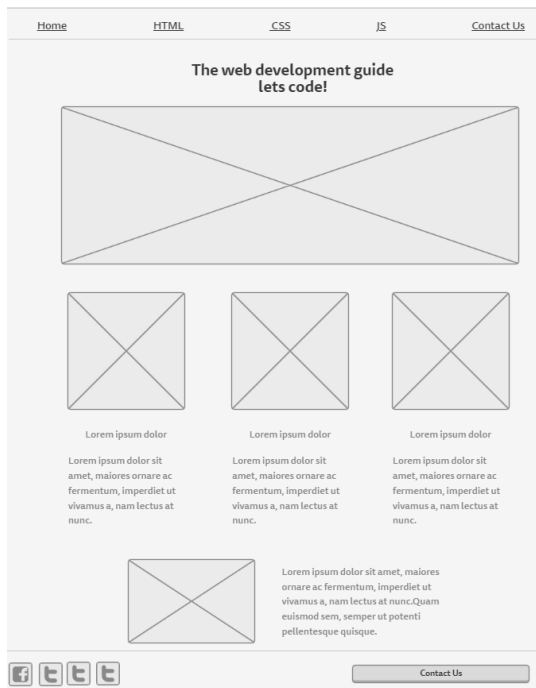 Home HTML CSS JS Contact Us
The web development guide
lets code!
Lorem ipsum dolor
Lorem ipsum dolor sit
amet, maiores ornare ac
fermentum, imperdiet ut
vivamus a, nam lectus at
nunc.
Lorem ipsum dolor
Lorem ipsum dolor sit
amet, maiores ornare ac
fermentum, imperdiet ut
vivamus a, nam lectus at
nunc.
Lorem ipsum dolor
Lorem ipsum dolor sit
amet, maiores ornare ac
fermentum, imperdiet ut
vivamus a, nam lectus at
nunc.
Lorem ipsum dolor sit amet, maiores
ornare ac fermentum, imperdiet ut
vivamus a, nam lectus at nunc.Quam
euismod sem, semper ut potenti
pellentesque quisque.
Contact Us